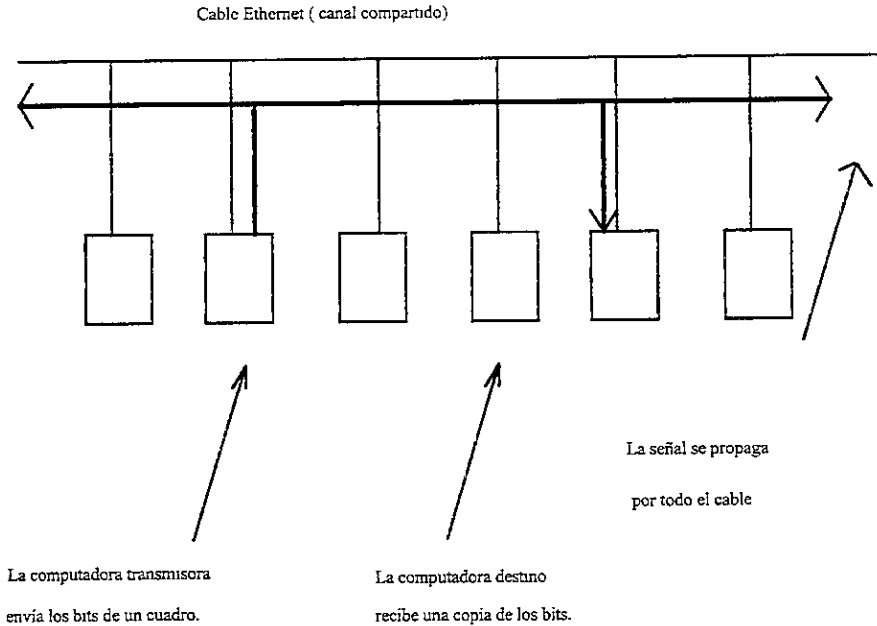 Cable Ethernet ( canal compartido)
La señal se propaga
por todo el cable
La computadora transmisora
envía los bits de un cuadro.
La computadora destino
recibe una copia de los bits.